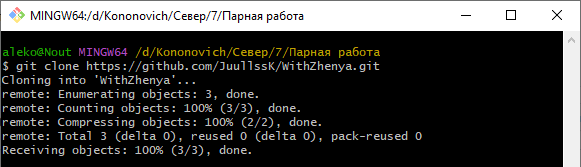 MINGW64:/d/Kononovich/Север/7/Парная работа
aleko@Nout MINGW64 /d/Kononovich/Север/7/Парная работа
$ git clone https://github.com/JuullssK/WithZhenya.git
Cloning into 'WithZhenya'...
remote: Enumerating objects: 3, done.
remote: Counting objects: 100% (3/3), done.
remote: Compressing objects: 100% (2/2), done.
remote: Total 3 (delta 0), reused 0 (delta 0), pack-reused 0
Receiving objects: 100% (3/3), done.